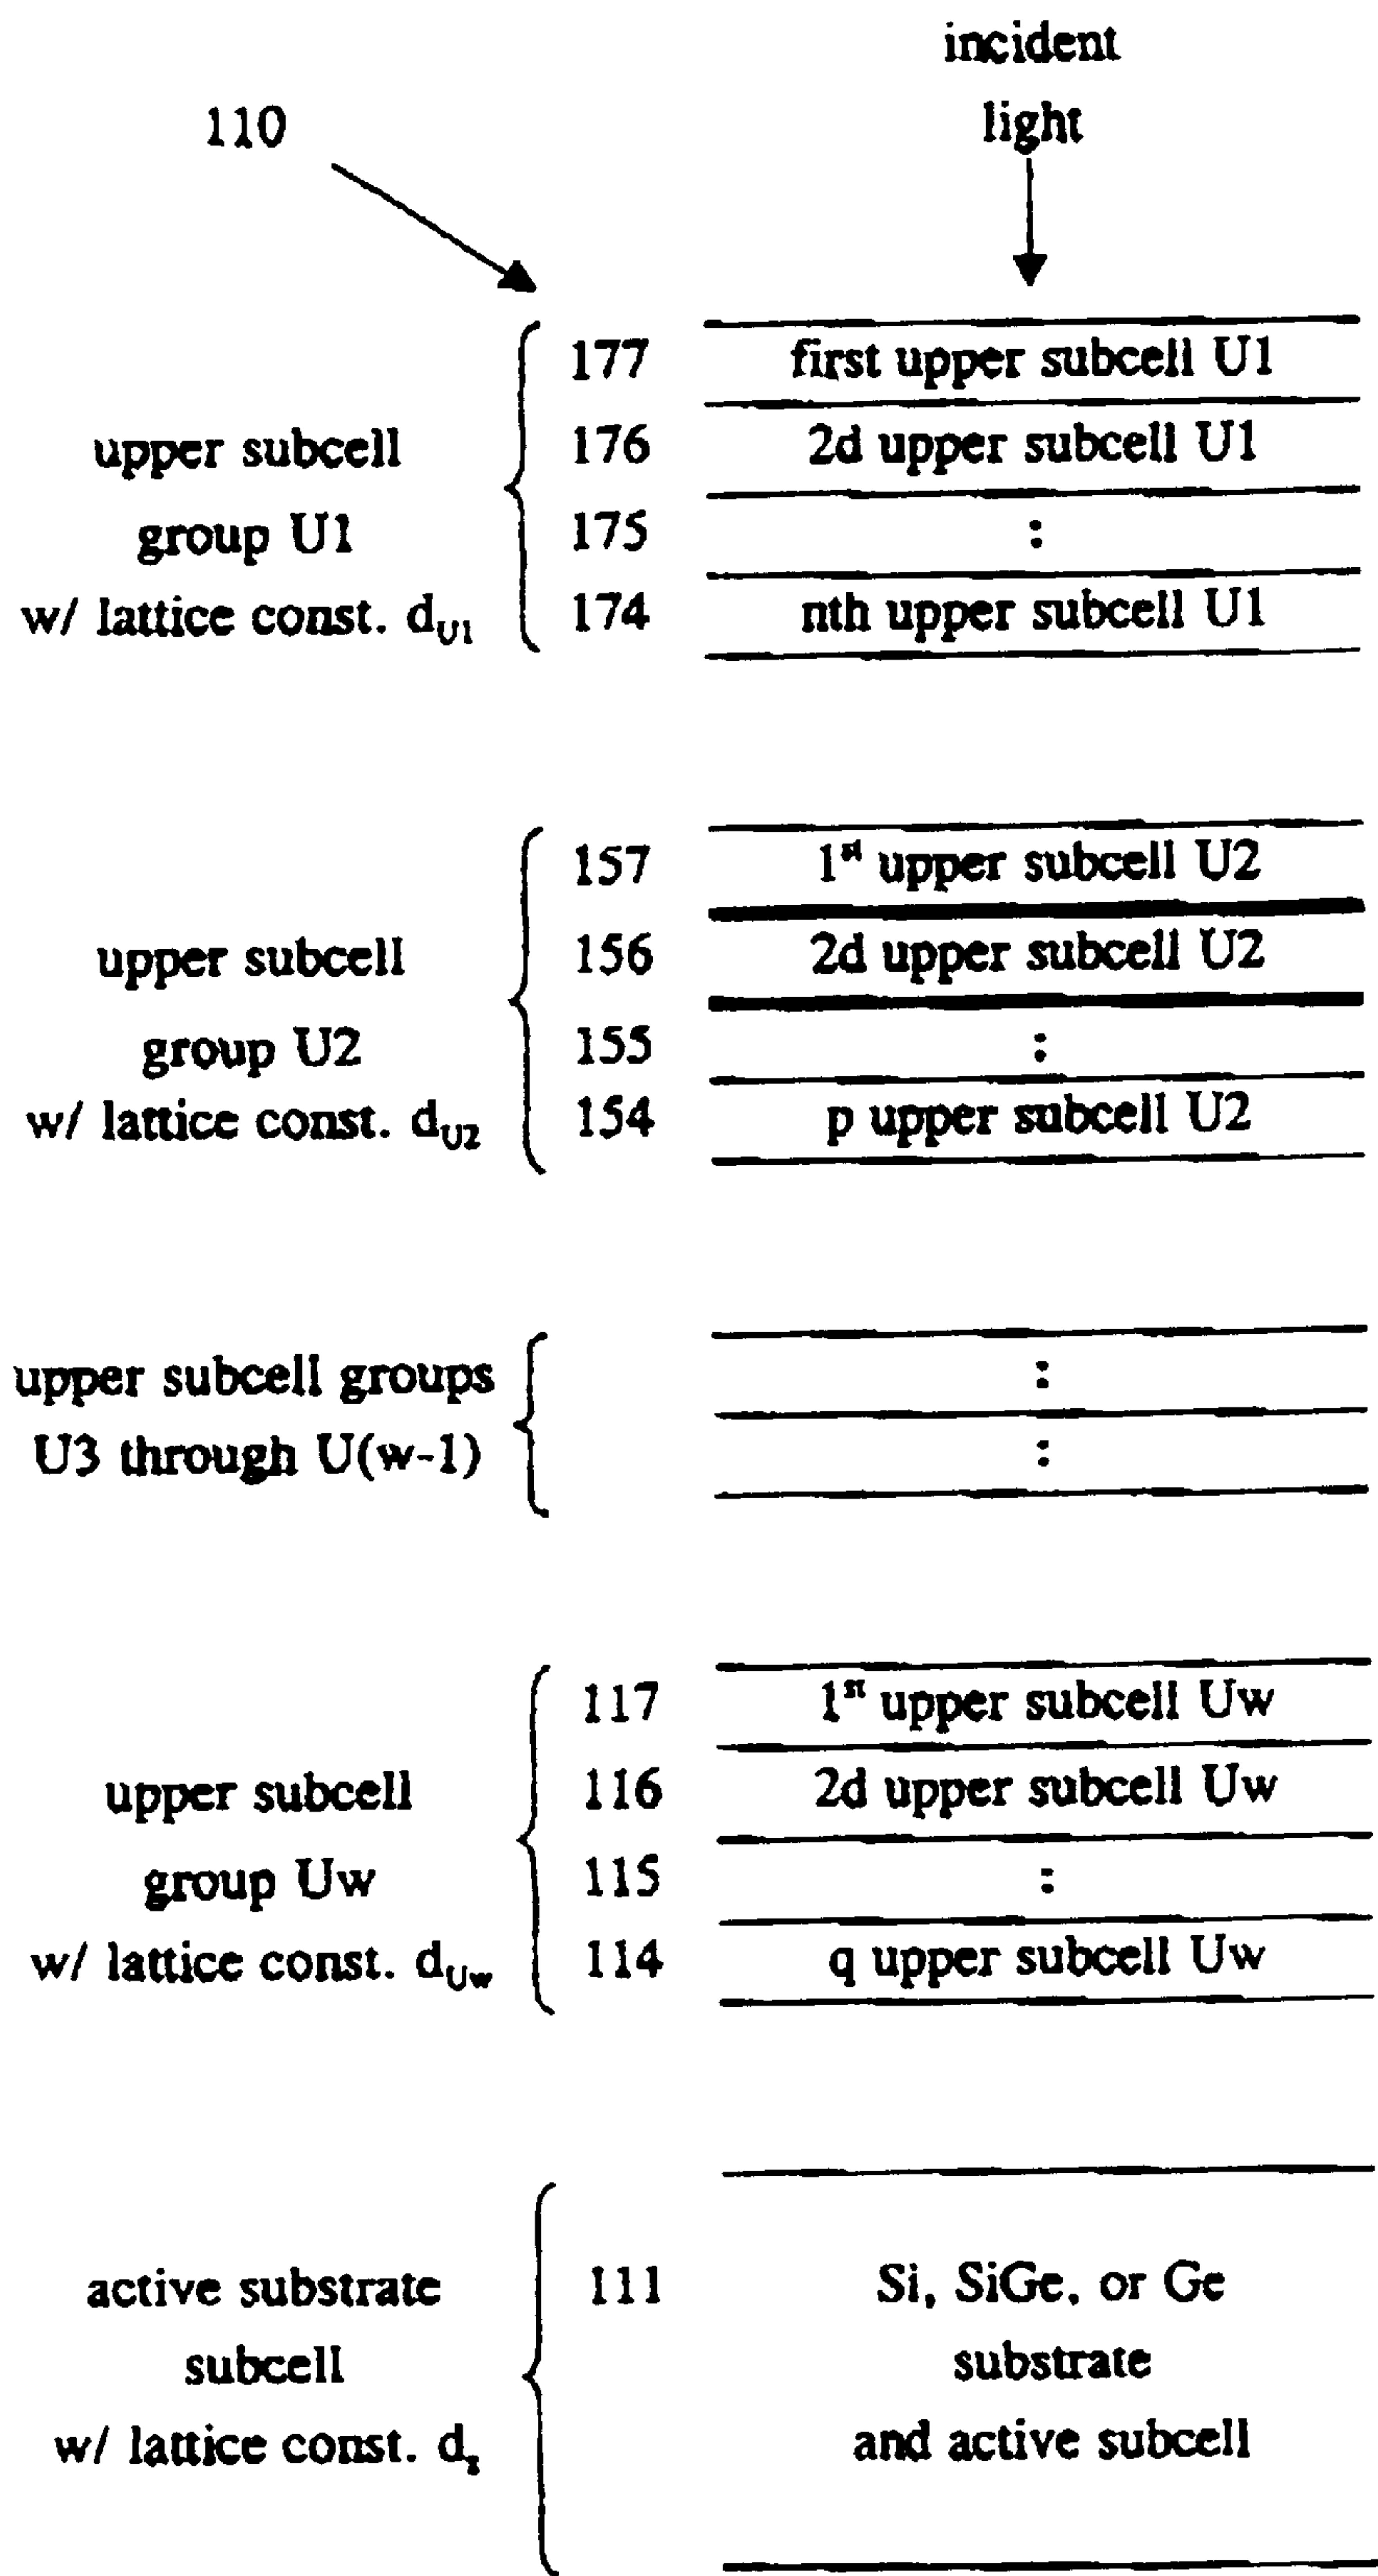 incident
light
110
177 first upper subcell U1
upper subcell 176 2d upper subcell U1
group U1 175 :
w/ lattice const. d_U1 174 nth upper subcell U1
157 1st upper subcell U2
upper subcell 156 2d upper subcell U2
group U2 155 :
w/ lattice const. d_U2 154 p upper subcell U2
upper subcell groups :
U3 through U(w-1) :
117 1st upper subcell Uw
upper subcell 116 2d upper subcell Uw
group Uw 115 :
w/ lattice const. d_Uw 114 q upper subcell Uw
active substrate 111 Si, SiGe, or Ge
subcell substrate
w/ lattice const. d_s and active subcell